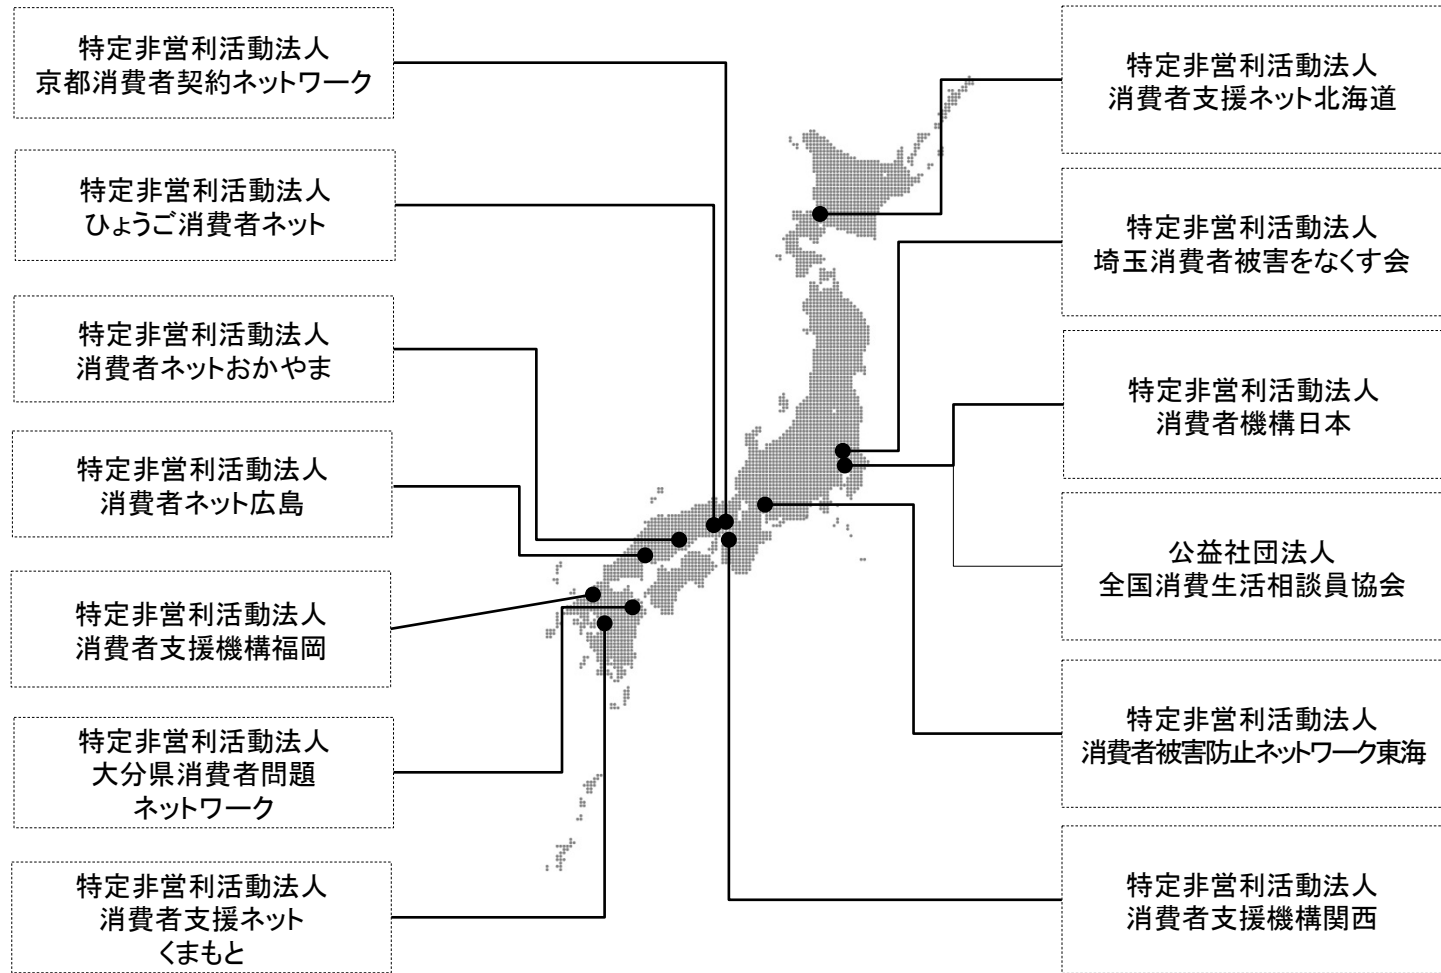 特定非営利活動法人
京都消費者契約ネットワーク
特定非営利活動法人
ひょうご消費者ネット
特定非営利活動法人
消費者ネットおかやま
特定非営利活動法人
消費者ネット広島
特定非営利活動法人
消費者支援機構福岡
特定非営利活動法人
大分県消費者問題
ネットワーク
特定非営利活動法人
消費者支援ネット
くまもと
特定非営利活動法人
消費者支援ネット北海道
特定非営利活動法人
埼玉消費者被害をなくす会
特定非営利活動法人
消費者機構日本
公益社団法人
全国消費生活相談員協会
特定非営利活動法人
消費者被害防止ネットワーク東海
特定非営利活動法人
消費者支援機構関西